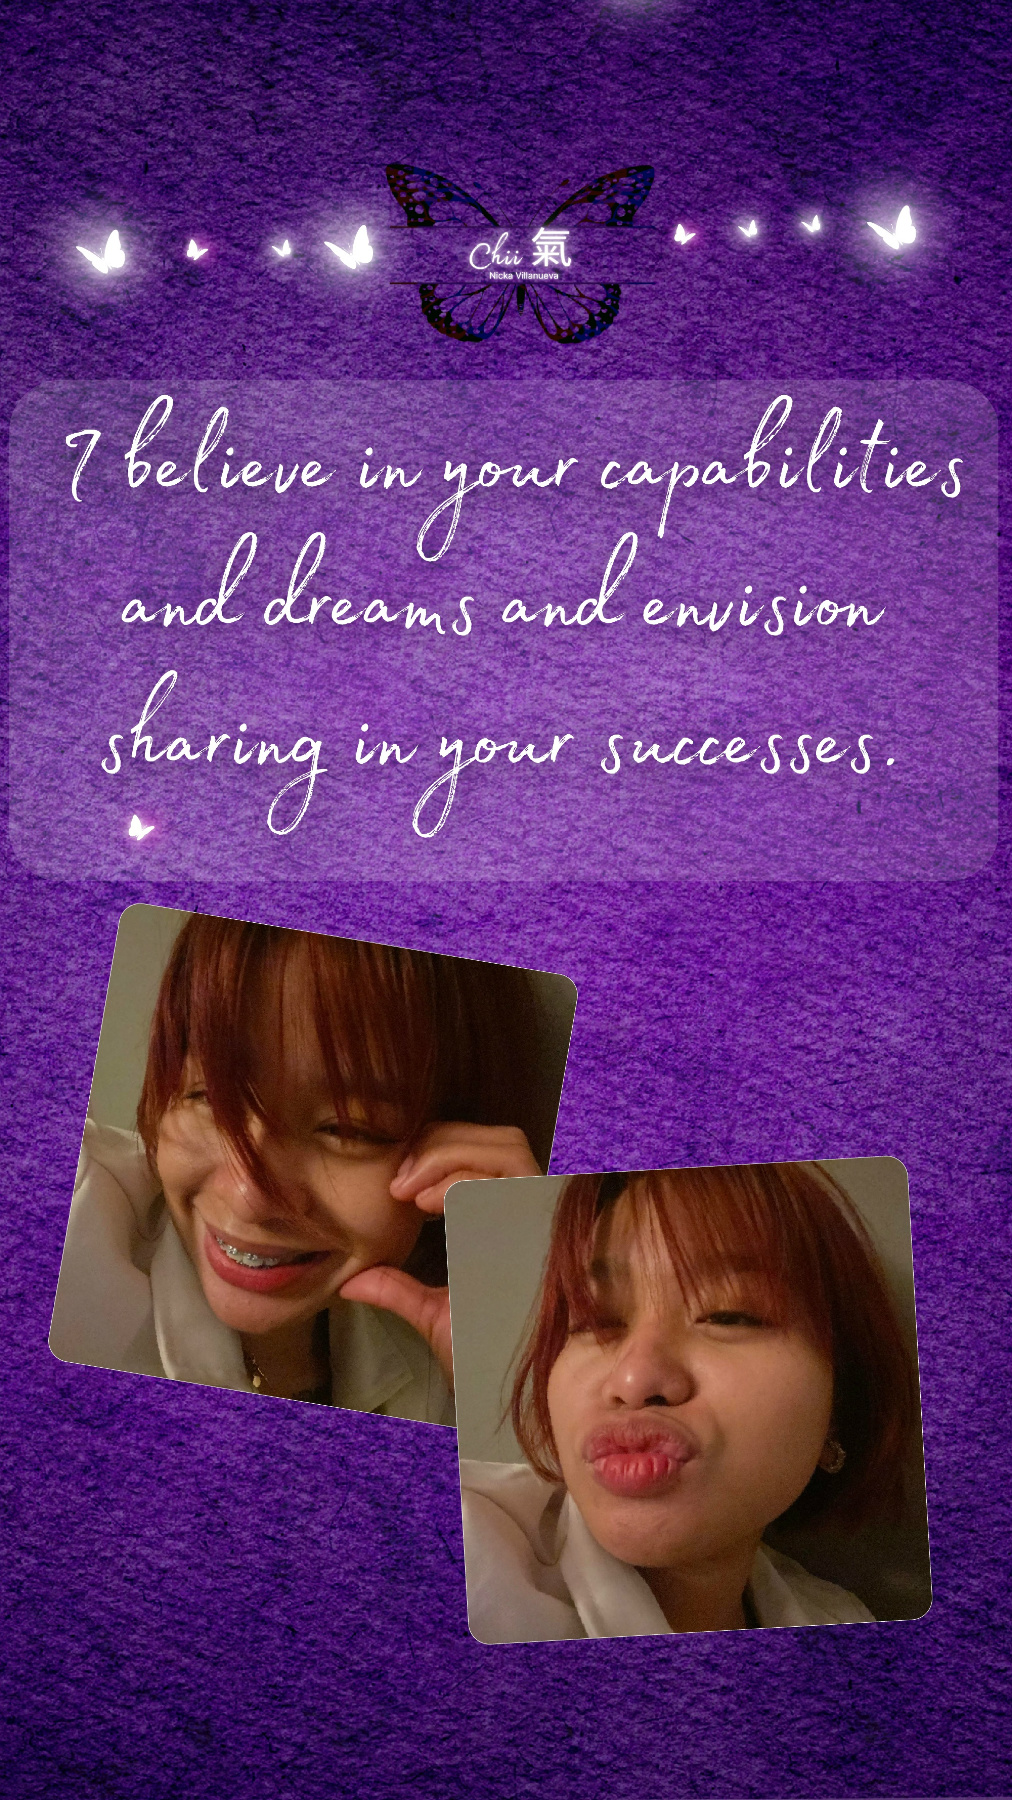 Chii 氣
Nicka Villanueva
I believe in your capabilities
and dreams and envision
sharing in your successes.